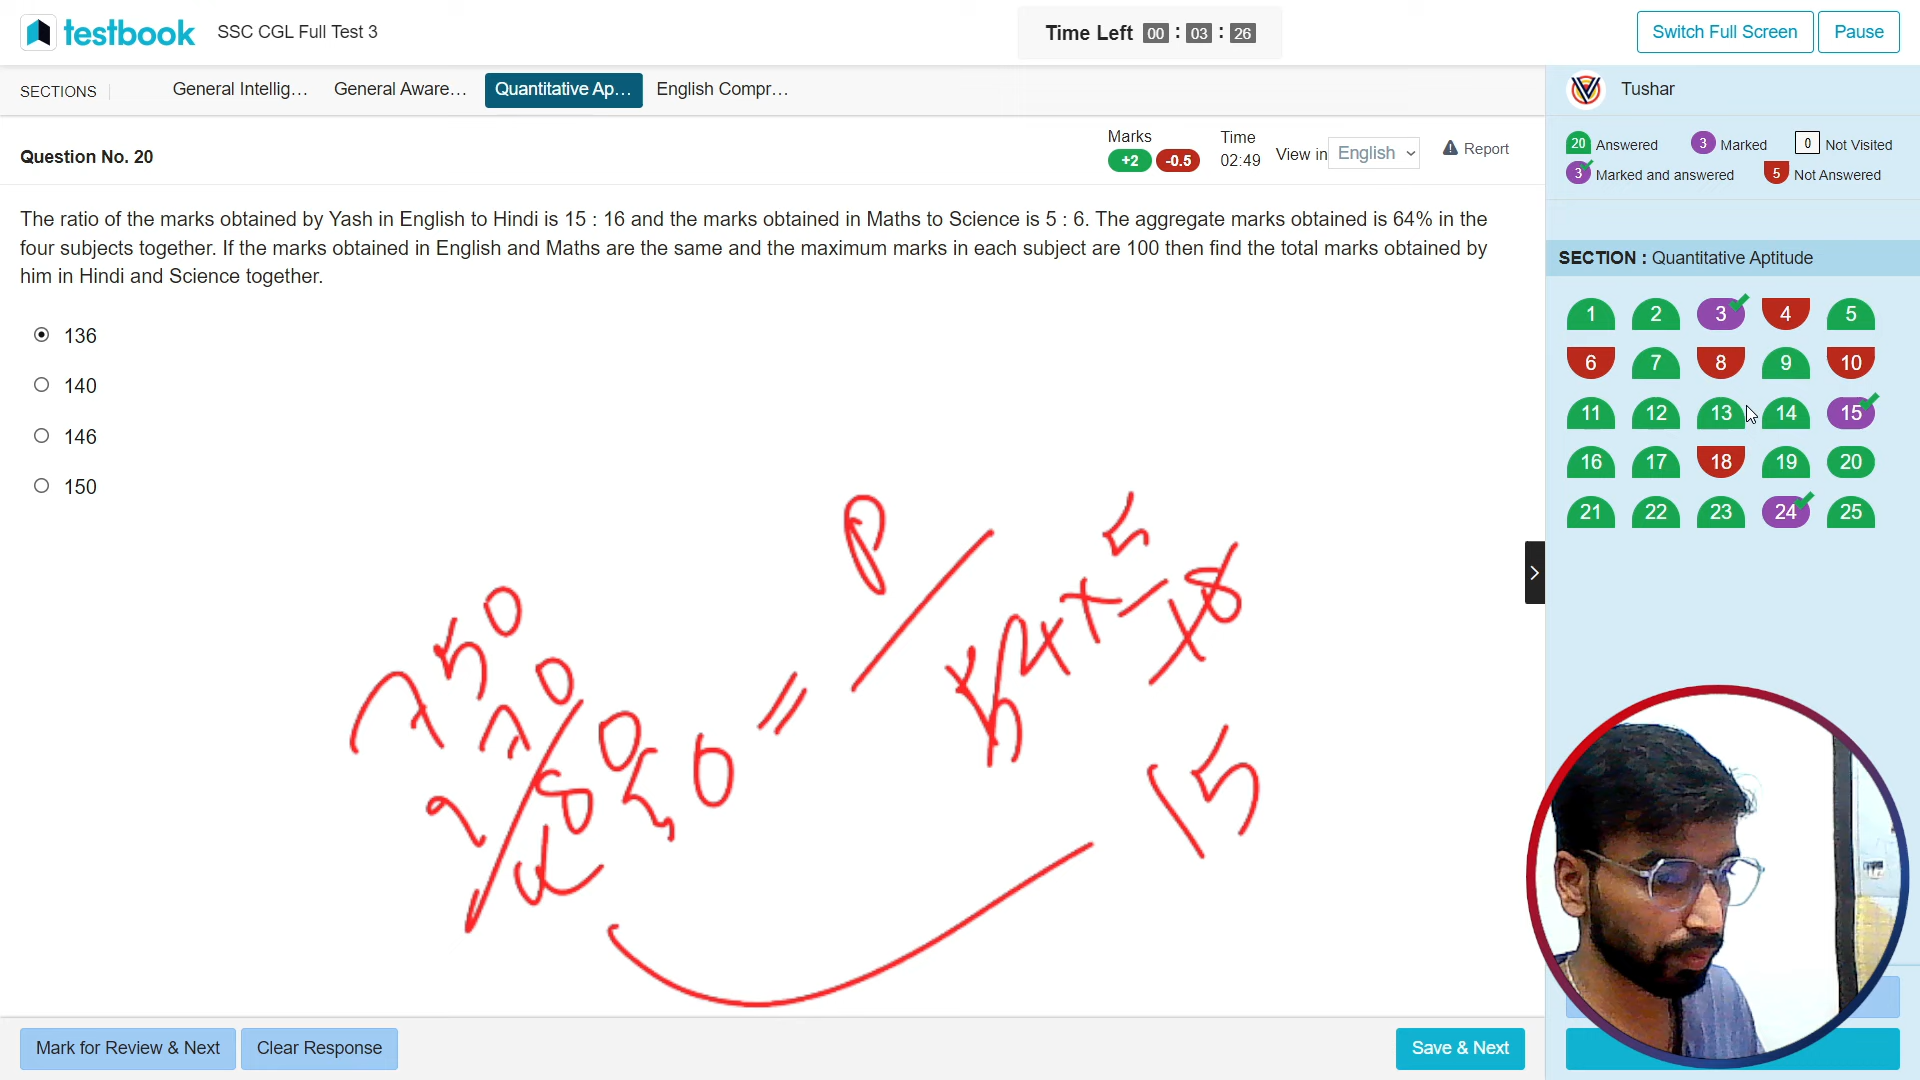 testbook
SSC CGL Full Test 3
Time Left 00 : 03 : 26
Switch Full Screen
Pause
SECTIONS
General Intellig...
General Aware...
Quantitative Ap...
English Compr...
Tushar
Question No. 20
Marks
+2 -0.5
Time
02:49
View in English
Report
20 Answered
3 Marked
0 Not Visited
3 Marked and answered
5 Not Answered
The ratio of the marks obtained by Yash in English to Hindi is 15 : 16 and the marks obtained in Maths to Science is 5 : 6. The aggregate marks obtained is 64% in the
four subjects together. If the marks obtained in English and Maths are the same and the maximum marks in each subject are 100 then find the total marks obtained by
him in Hindi and Science together.
136
140
146
150
SECTION : Quantitative Aptitude
1 2 3 4 5
6 7 8 9 10
11 12 13 14 15
16 17 18 19 20
21 22 23 24 25
15
Mark for Review & Next
Clear Response
Save & Next